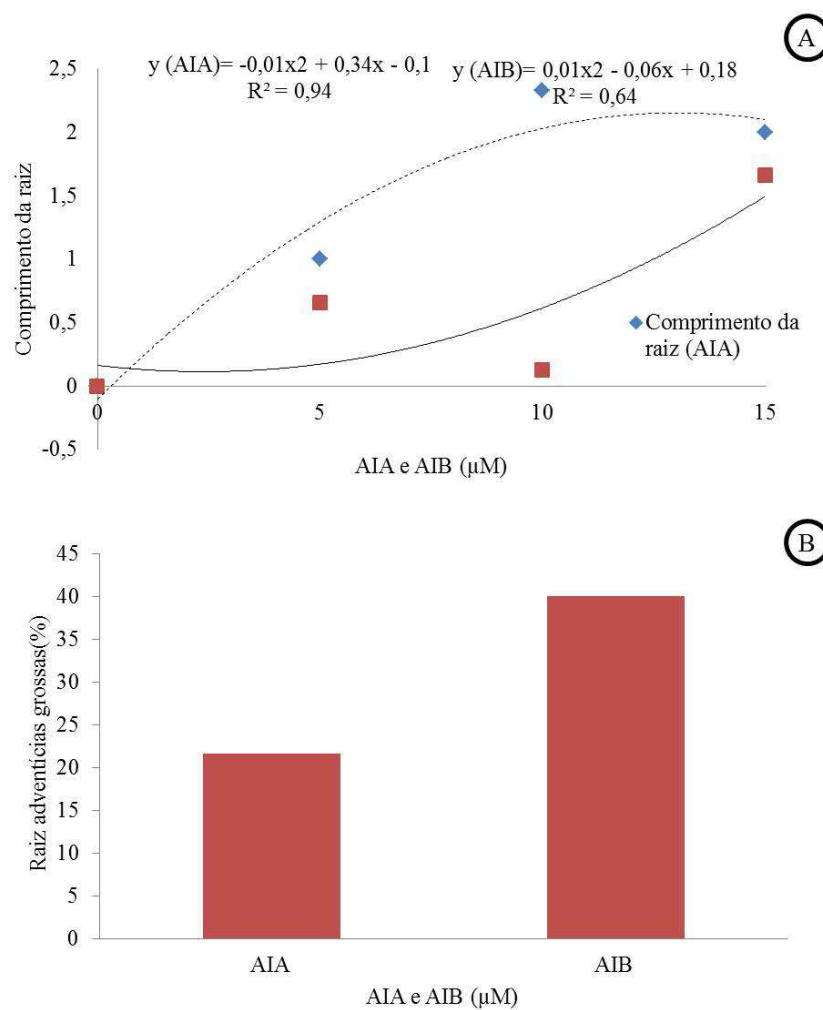 A
y (AIA)= -0,01x2 + 0,34x - 0,1
R² = 0,94
y (AIB)= 0,01x2 - 0,06x + 0,18
R² = 0,64
2,5
2
1,5
1
0,5
0
-0,5
Comprimento da raiz
Comprimento da
raiz (AIA)
0
5
10
15
AIA e AIB (µM)
B
45
40
35
30
25
20
15
10
5
0
Raiz adventícias grossas(%)
AIA
AIB
AIA e AIB (µM)